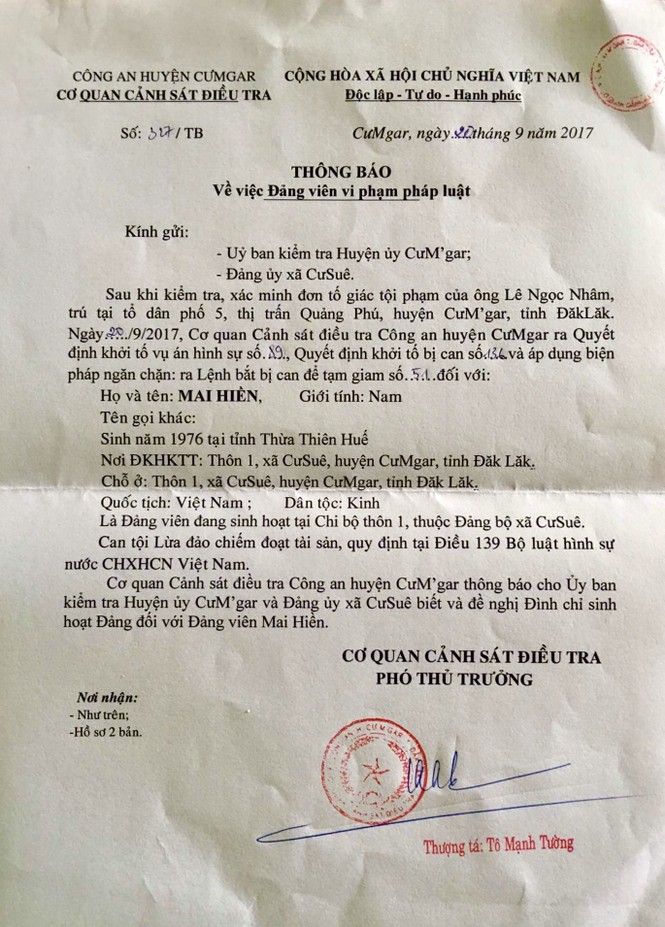 CÔNG AN HUYỆN CƯMGAR
CƠ QUAN CẢNH SÁT ĐIỀU TRA
CỘNG HÒA XÃ HỘI CHỦ NGHĨA VIỆT NAM
Độc lập - Tự do - Hạnh phúc
Số: 327/ TB
CưMgar, ngày tháng 9 năm 2017
THÔNG BÁO
Về việc Đảng viên vi phạm pháp luật
Kính gửi:
- Uỷ ban kiểm tra Huyện ủy CưM’gar;
- Đảng ủy xã CưSuê.
Sau khi kiểm tra, xác minh đơn tố giác tội phạm của ông Lê Ngọc Nhâm,
trú tại tổ dân phố 5, thị trấn Quảng Phú, huyện CưM’gar, tỉnh ĐăkLăk.
Ngày 20/9/2017, Cơ quan Cảnh sát điều tra Công an huyện CưMgar ra Quyết
định khởi tố vụ án hình sự số 89, Quyết định khởi tố bị can số 136 và áp dụng biện
pháp ngăn chặn: ra Lệnh bắt bị can để tạm giam số 51 đối với:
Họ và tên: MAI HIỀN, Giới tính: Nam
Tên gọi khác:
Sinh năm 1976 tại tỉnh Thừa Thiên Huế
Nơi ĐKHKTT: Thôn 1, xã CưSuê, huyện CưMgar, tỉnh Đăk Lăk.
Chỗ ở: Thôn 1, xã CưSuê, huyện CưMgar, tỉnh Đăk Lăk.
Quốc tịch: Việt Nam ; Dân tộc: Kinh
Là Đảng viên đang sinh hoạt tại Chi bộ thôn 1, thuộc Đảng bộ xã CưSuê.
Can tội Lừa đảo chiếm đoạt tài sản, quy định tại Điều 139 Bộ luật hình sự
nước CHXHCN Việt Nam.
Cơ quan Cảnh sát điều tra Công an huyện CưM’gar thông báo cho Ủy ban
kiểm tra Huyện ủy CưM’gar và Đảng ủy xã CưSuê biết và đề nghị Đình chỉ sinh
hoạt Đảng đối với Đảng viên Mai Hiền.
CƠ QUAN CẢNH SÁT ĐIỀU TRA
PHÓ THỦ TRƯỞNG
Nơi nhận:
- Như trên;
-Hồ sơ 2 bản.
Thượng tá: Tô Mạnh Tường